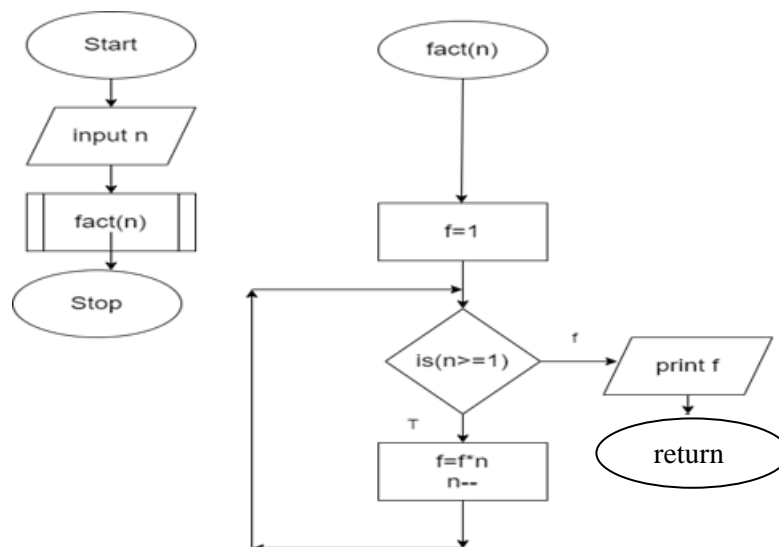 Start
input n
fact(n)
Stop
fact(n)
f=1
is(n>=1)
f
print f
return
T
f=f*n
n--